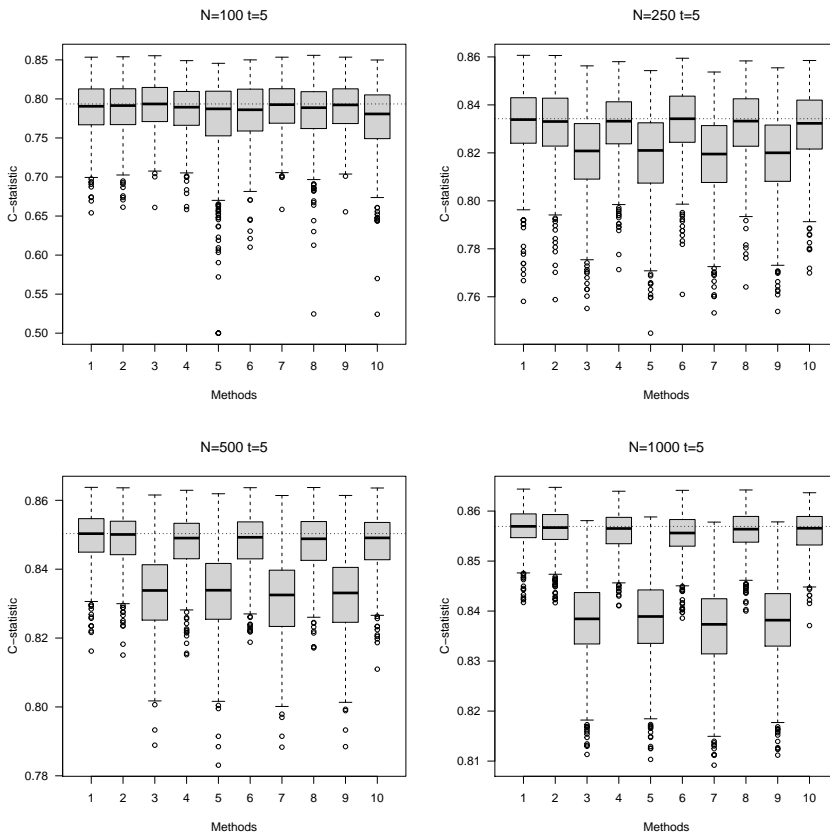 N=100 t=5
C−statistic
0.85
0.80
0.75
0.70
0.65
0.60
0.55
0.50
1 2 3 4 5 6 7 8 9 10
Methods
N=250 t=5
C−statistic
0.86
0.84
0.82
0.80
0.78
0.76
1 2 3 4 5 6 7 8 9 10
Methods
N=500 t=5
C−statistic
0.86
0.84
0.82
0.80
0.78
1 2 3 4 5 6 7 8 9 10
Methods
N=1000 t=5
C−statistic
0.86
0.85
0.84
0.83
0.82
0.81
1 2 3 4 5 6 7 8 9 10
Methods